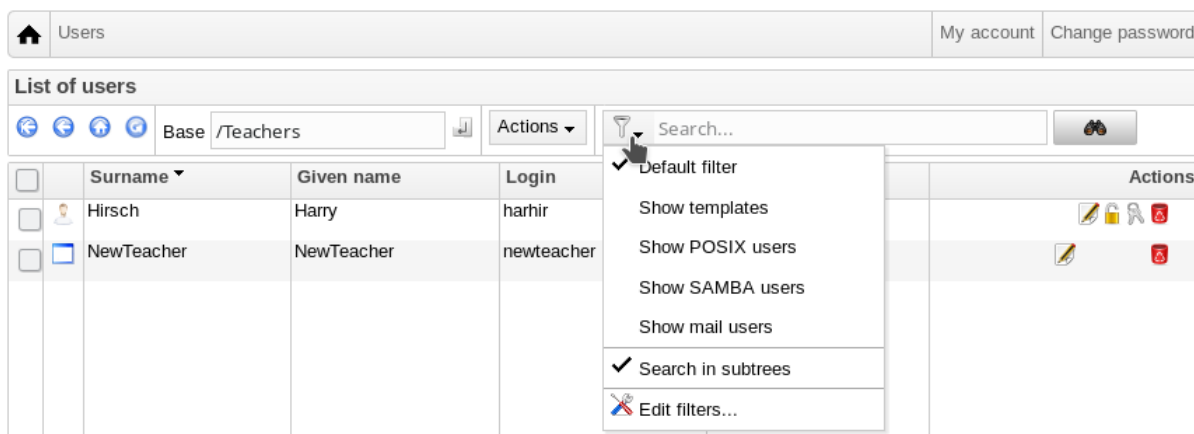 Users My account Change password
List of users
Base /Teachers Actions Search...
Surname Given name Login Actions
Hirsch Harry harhir
NewTeacher NewTeacher newteacher
Default filter
Show templates
Show POSIX users
Show SAMBA users
Show mail users
Search in subtrees
Edit filters...